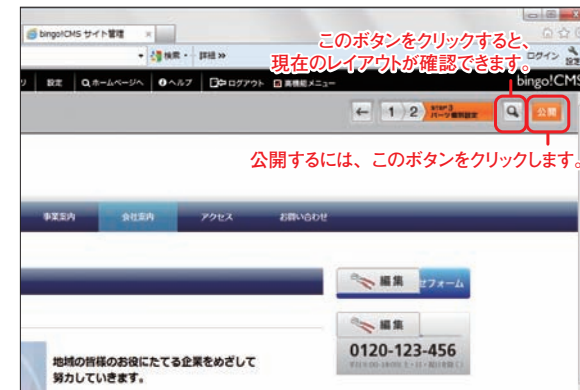 bingo!CMS サイト管理 ×
検索 ・ 詳細 »
ログイン
このボタンをクリックすると、
現在のレイアウトが確認できます。
設定 ホームページへ ヘルプ ログアウト 高機能メニュー
bingo!CMS
← 1 2 STEP 3 公開
パーツ個別設定
公開するには、このボタンをクリックします。
事業案内 会社案内 アクセス お問い合わせ
編集 せフォーム
編集
0120-123-456
地域の皆様のお役にたてる企業をめざして
努力していきます。